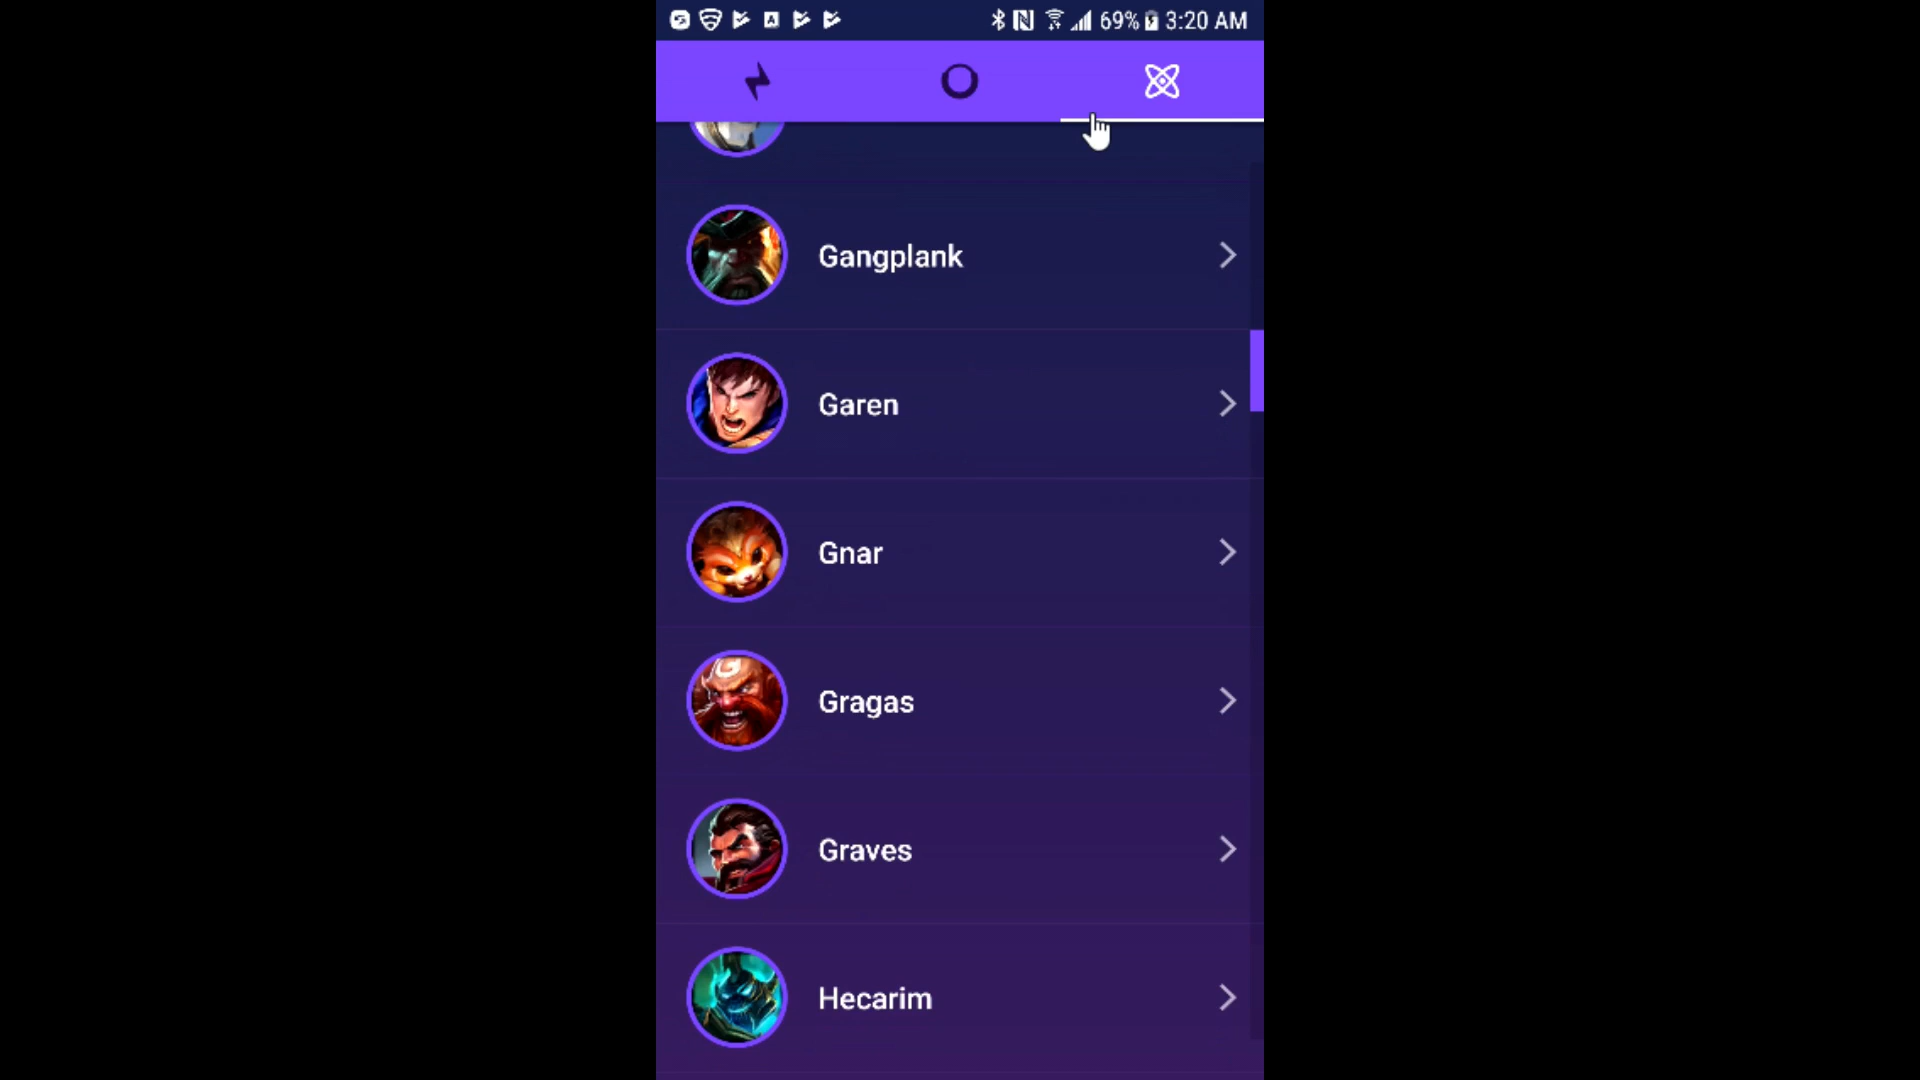 69% 3:20 AM
Gangplank
Garen
Gnar
Gragas
Graves
Hecarim